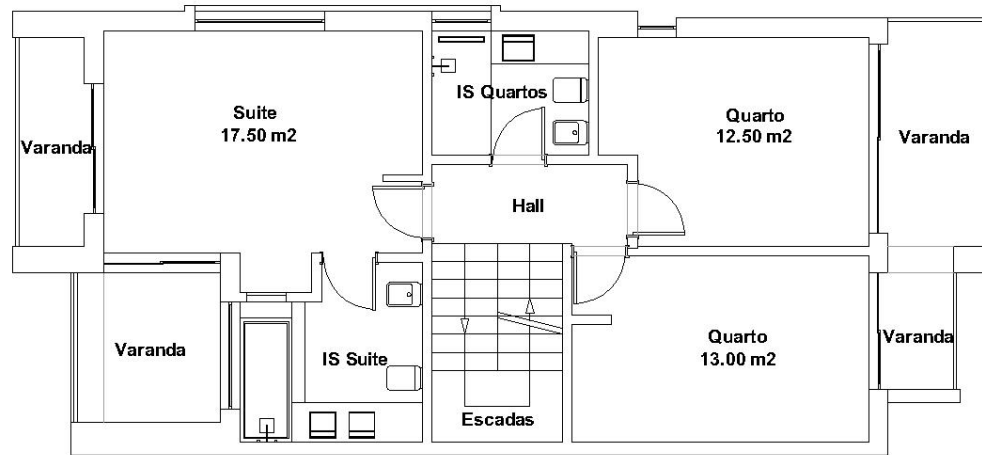 Suite
17.50 m2
IS Quartos
Quarto
12.50 m2
Varanda
Varanda
Hall
Varanda
IS Suite
Escadas
Quarto
13.00 m2
Varanda